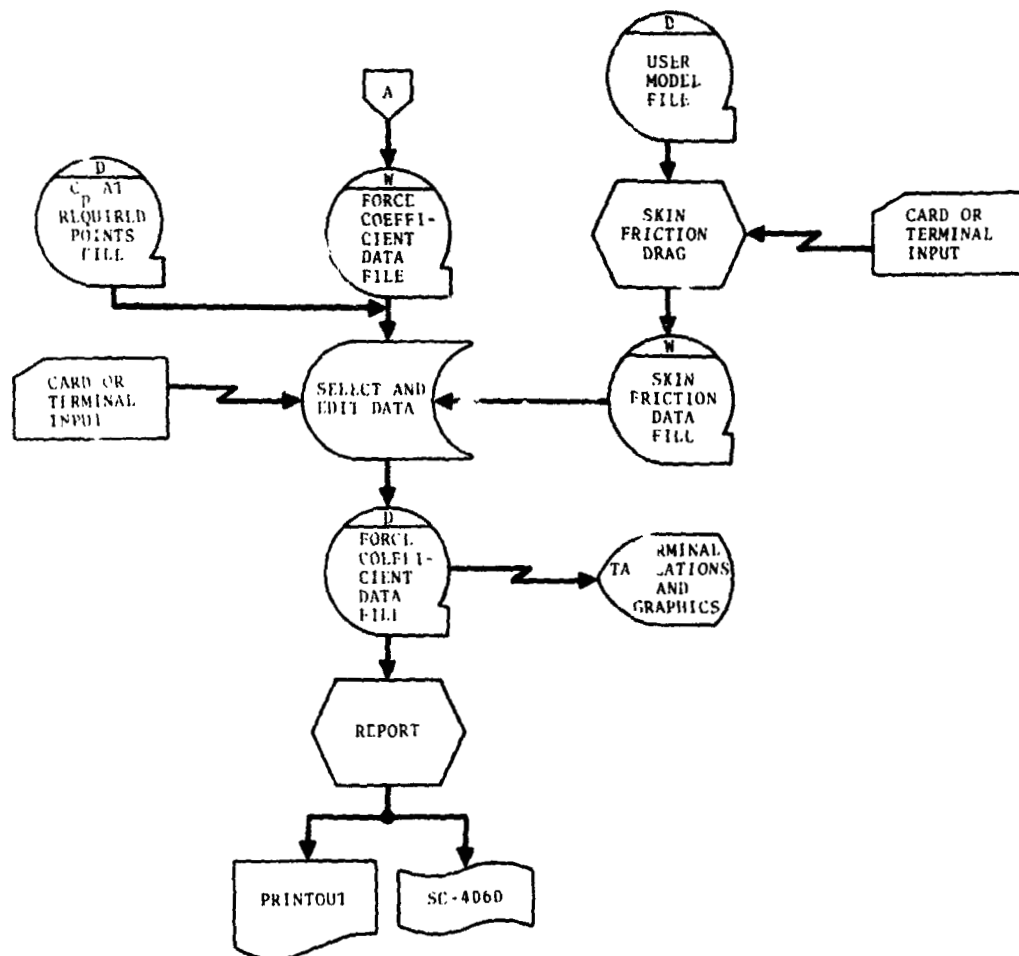 D
USER
MODEL
FILE
A
D
Cp AT
REQUIRED
POINTS
FILE
W
FORCE
COEFFI-
CIENT
DATA
FILE
SKIN
FRICTION
DRAG
CARD OR
TERMINAL
INPUT
CARD OR
TERMINAL
INPUT
SELECT AND
EDIT DATA
W
SKIN
FRICTION
DATA
FILE
D
FORCE
COEFFI-
CIENT
DATA
FILE
AND
GRAPHICS
REPORT
PRINTOUT
SC-4060